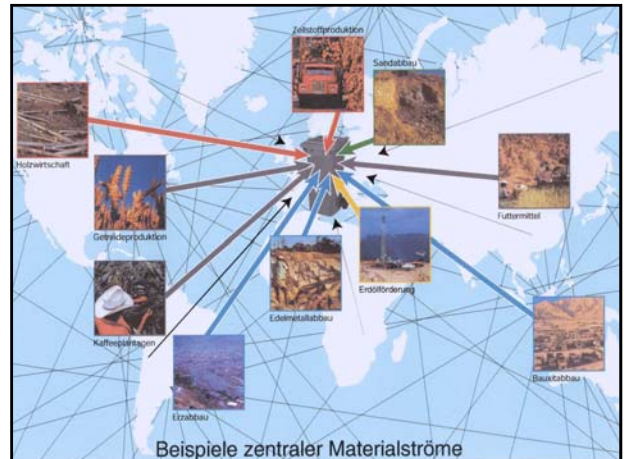 Zellstoffproduktion
Sandabbau
Holzwirtschaft
Getreideproduktion
Futtermittel
Kaffeeplantagen
Edelmetallabbau
Erdölförderung
Erzabbau
Bauxitabbau
Beispiele zentraler Materialströme